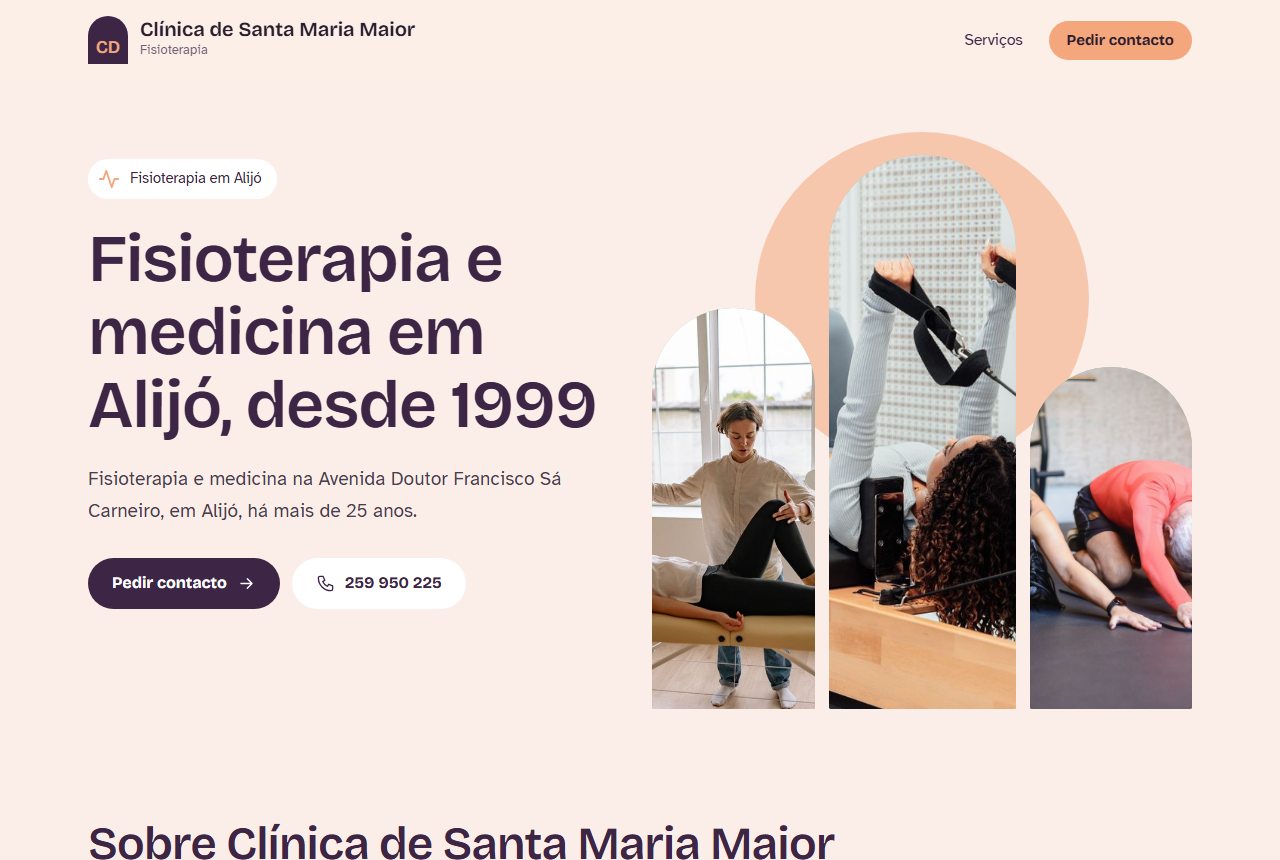 CD
Clínica de Santa Maria Maior
Fisioterapia
Serviços
Pedir contacto
Fisioterapia em Alijó
Fisioterapia e
medicina em
Alijó, desde 1999
Fisioterapia e medicina na Avenida Doutor Francisco Sá
Carneiro, em Alijó, há mais de 25 anos.
Pedir contacto
259 950 225
Sobre Clínica de Santa Maria Maior